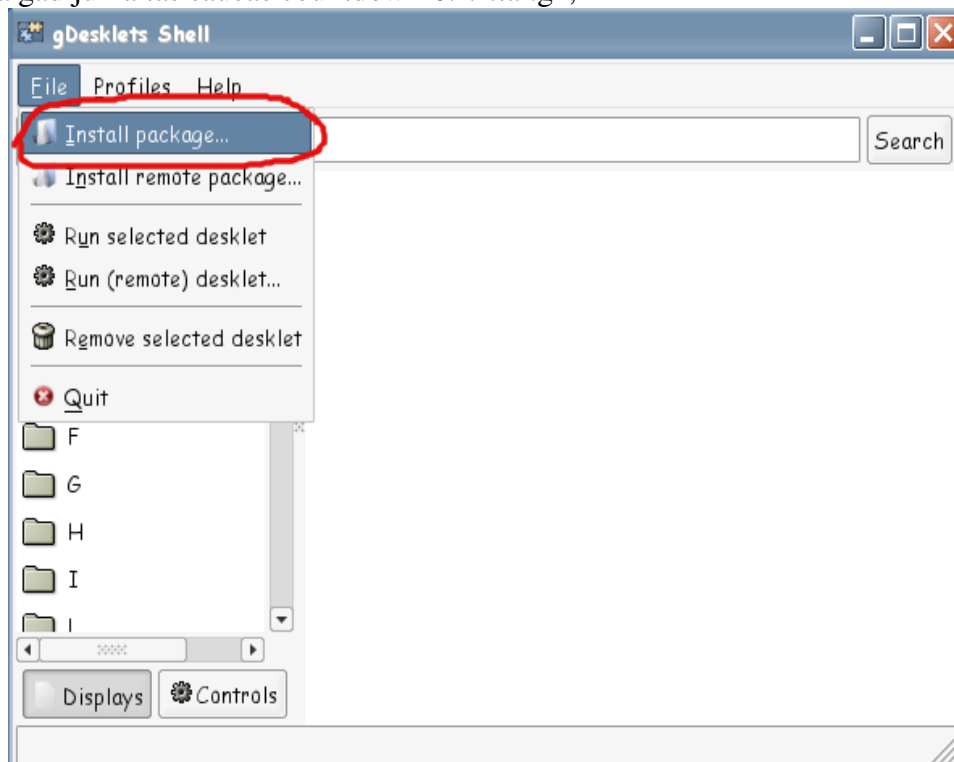 gDesklets Shell
File Profiles Help
Install package...
Search
Install remote package...
Run selected desklet
Run (remote) desklet...
Remove selected desklet
Quit
F
G
H
I
Displays Controls